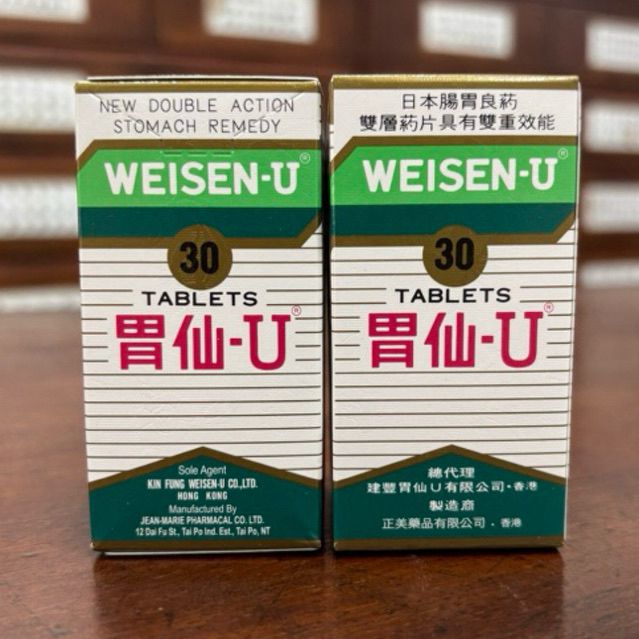 NEW DOUBLE ACTION
STOMACH REMEDY
WEISEN-U®
30
TABLETS
胃仙-U®
Sole Agent
KIN FUNG WEISEN-U CO.,LTD.
HONG KONG
Manufactured By
JEAN-MARIE PHARMACAL CO. LTD.
12 Dai Fu St., Tai Po Ind. Est., Tai Po, NT
日本腸胃良葯
雙層葯片具有雙重效能
WEISEN-U®
30
TABLETS
胃仙-U®
總代理
建豐胃仙U有限公司·香港
製造商
正美藥品有限公司·香港